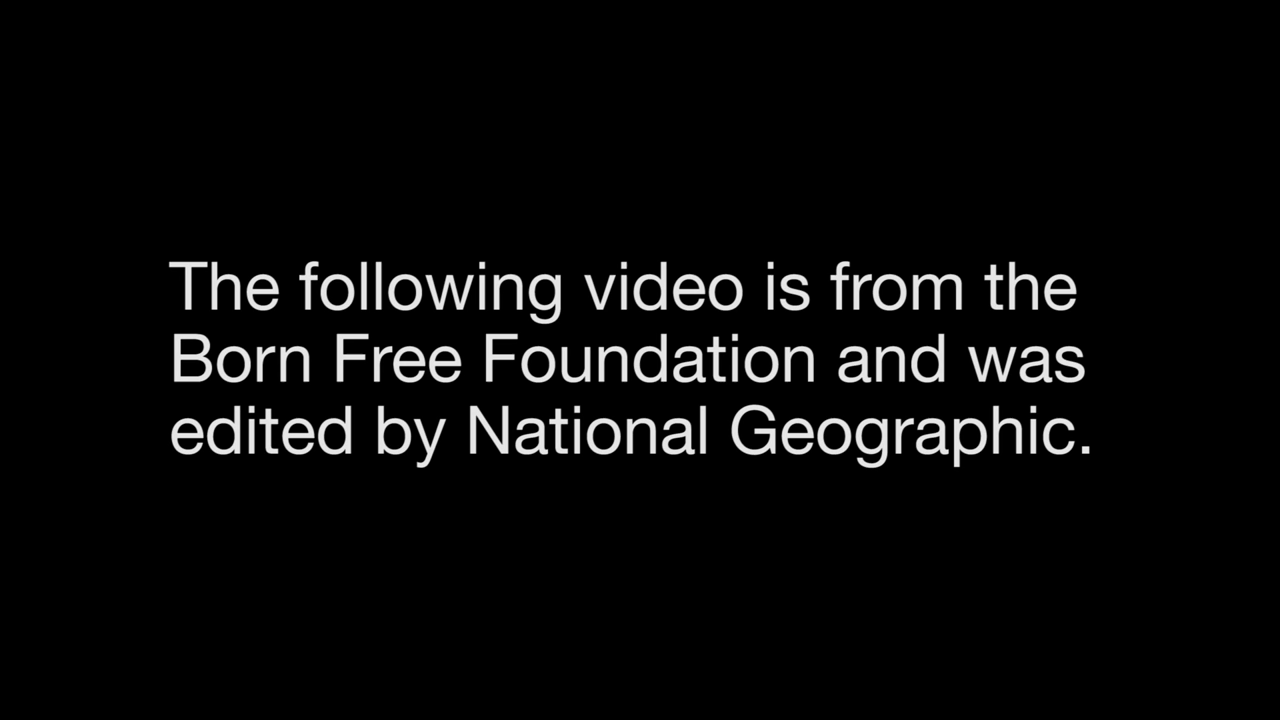 The following video is from the
Born Free Foundation and was
edited by National Geographic.